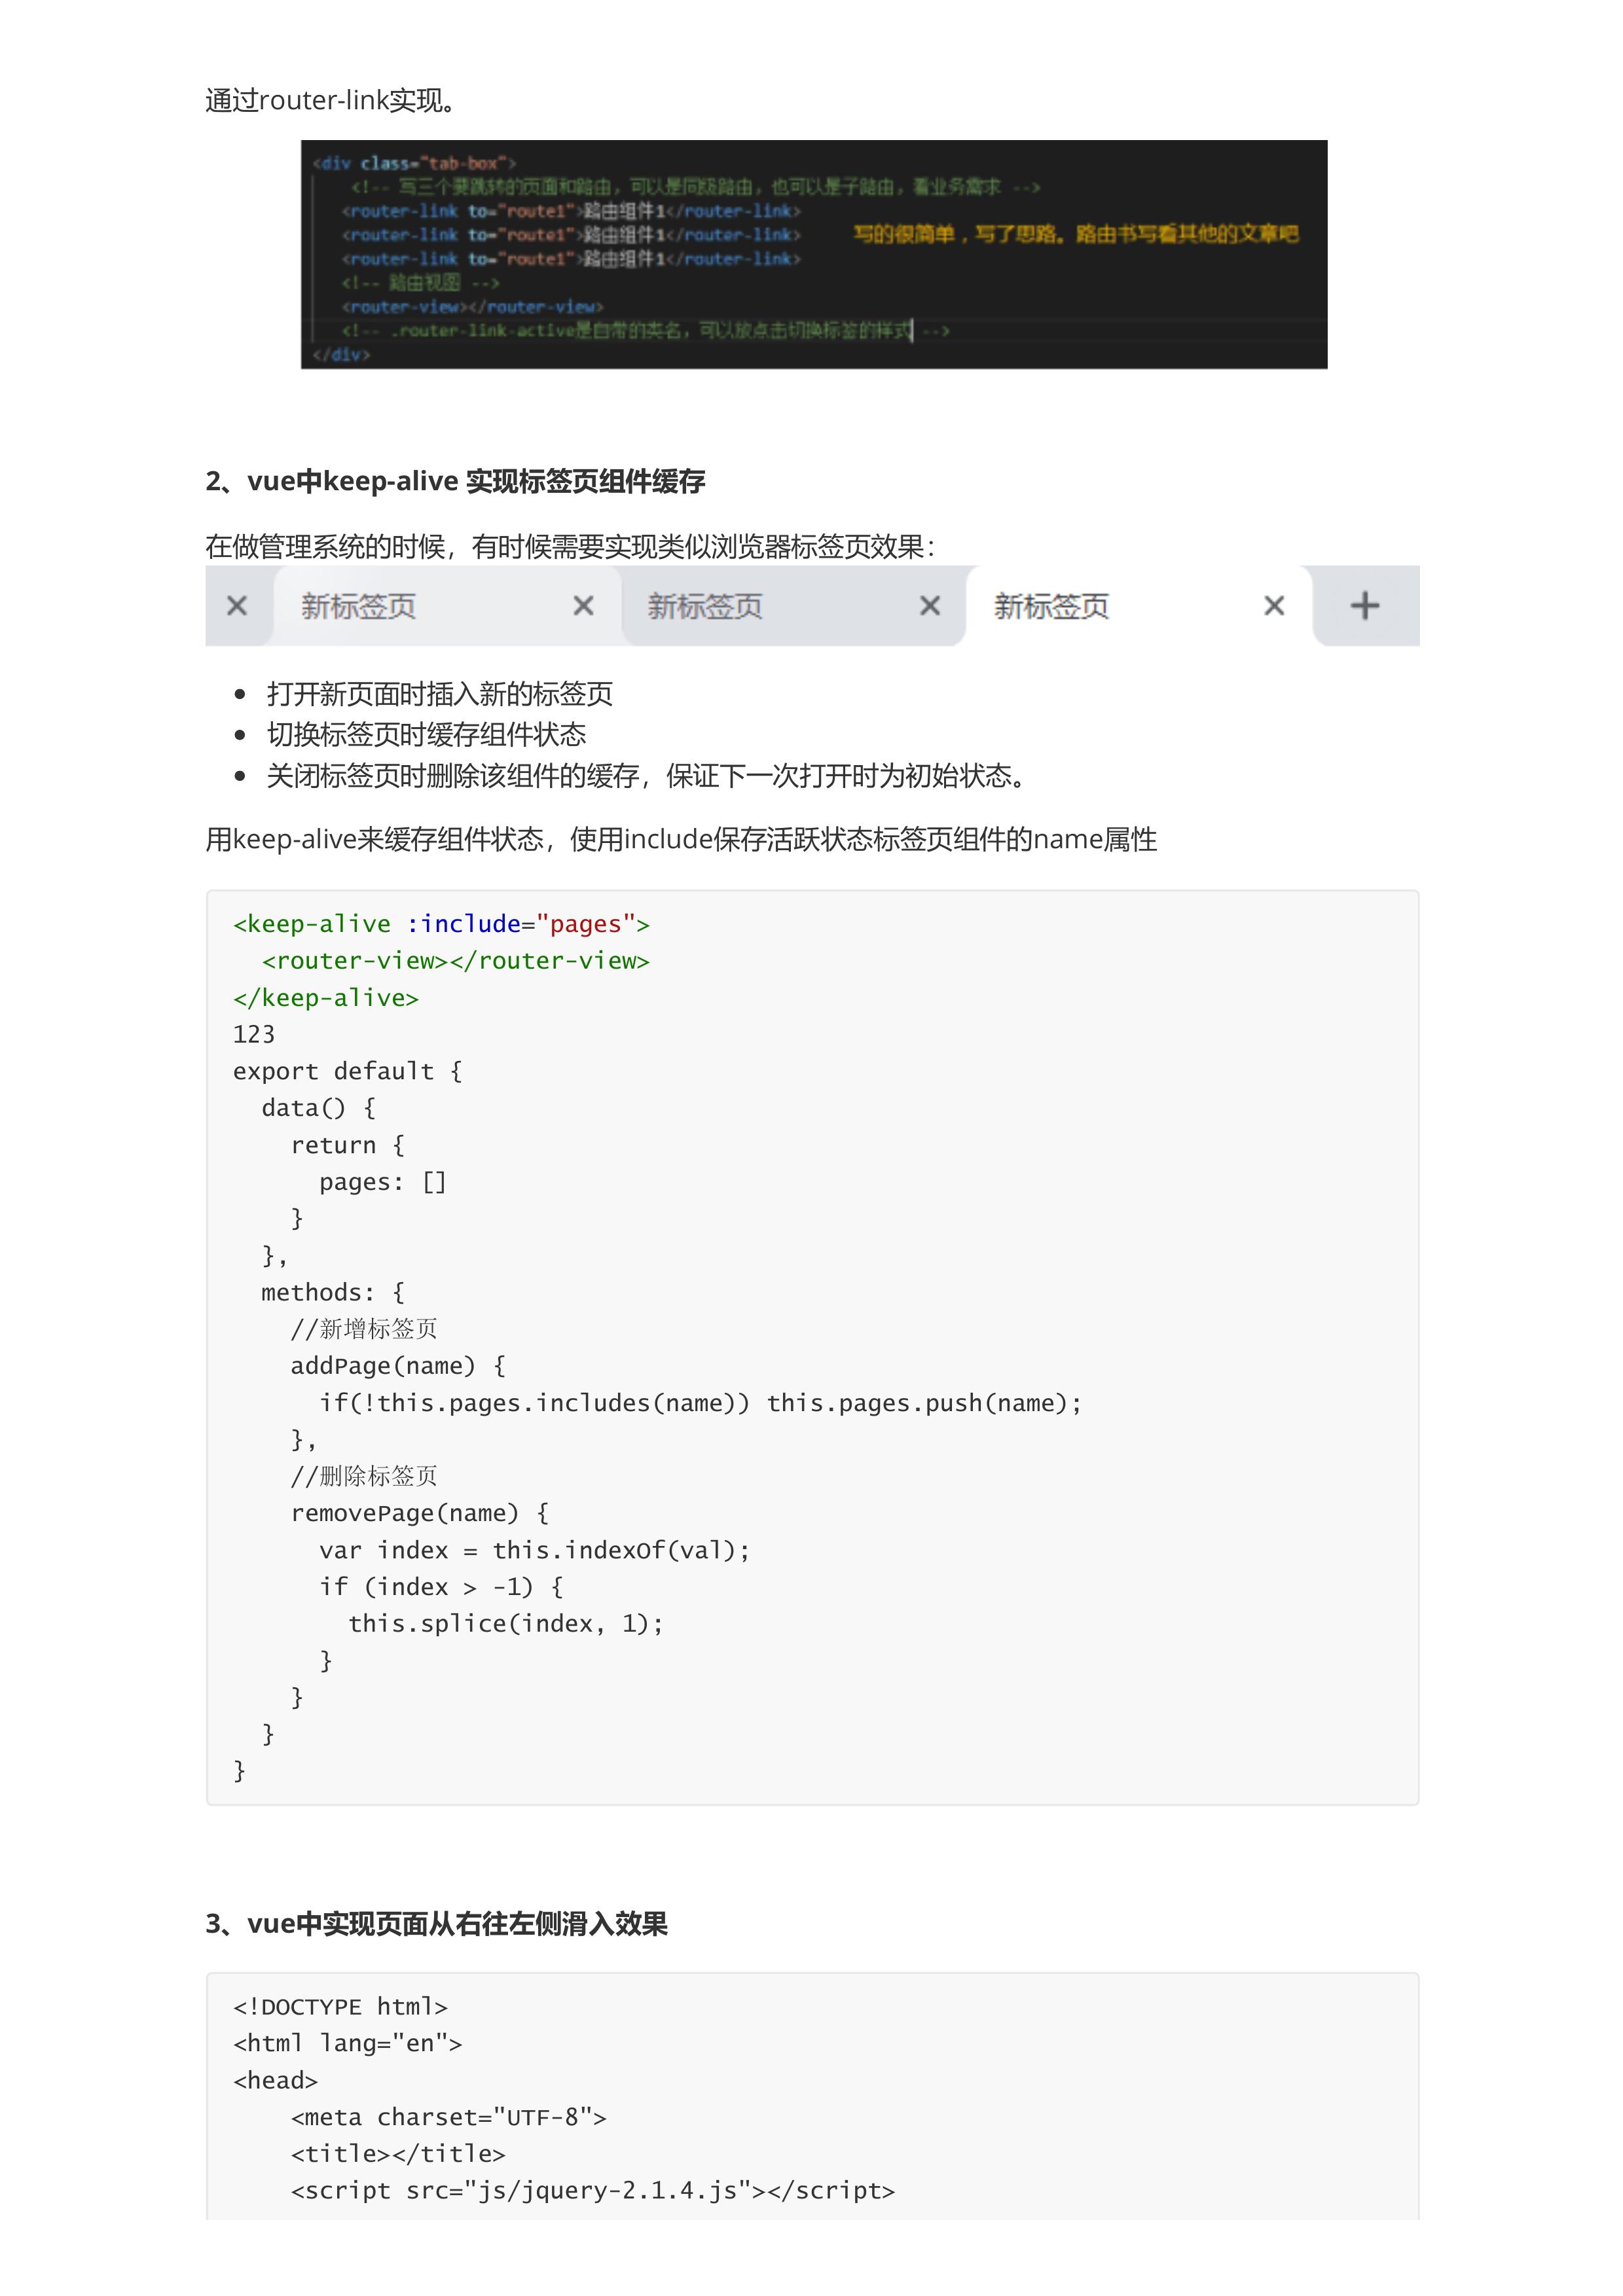 通过router-link实现。
<div class="tab-box">
<!-- 写三个要跳转的页面和路由，可以是同级路由，也可以是子路由，看业务需求 -->
<router-link to="route1">路由组件1</router-link>
<router-link to="route1">路由组件1</router-link> 写的很简单，写了思路。路由书写看其他的文章吧
<router-link to="route1">路由组件1</router-link>
<!-- 路由视图 -->
<router-view></router-view>
<!-- .router-link-active是自带的类名，可以放点击切换标签的样式 -->
</div>
2、vue中keep-alive 实现标签页组件缓存
在做管理系统的时候，有时候需要实现类似浏览器标签页效果：
新标签页 新标签页 新标签页
• 打开新页面时插入新的标签页
• 切换标签页时缓存组件状态
• 关闭标签页时删除该组件的缓存，保证下一次打开时为初始状态。
用keep-alive来缓存组件状态，使用include保存活跃状态标签页组件的name属性
<keep-alive :include="pages">
  <router-view></router-view>
</keep-alive>
123
export default {
  data() {
    return {
      pages: []
    }
  },
  methods: {
    //新增标签页
    addPage(name) {
      if(!this.pages.includes(name)) this.pages.push(name);
    },
    //删除标签页
    removePage(name) {
      var index = this.indexOf(val);
      if (index > -1) {
        this.splice(index, 1);
      }
    }
  }
}
3、vue中实现页面从右往左侧滑入效果
<!DOCTYPE html>
<html lang="en">
<head>
    <meta charset="UTF-8">
    <title></title>
    <script src="js/jquery-2.1.4.js"></script>